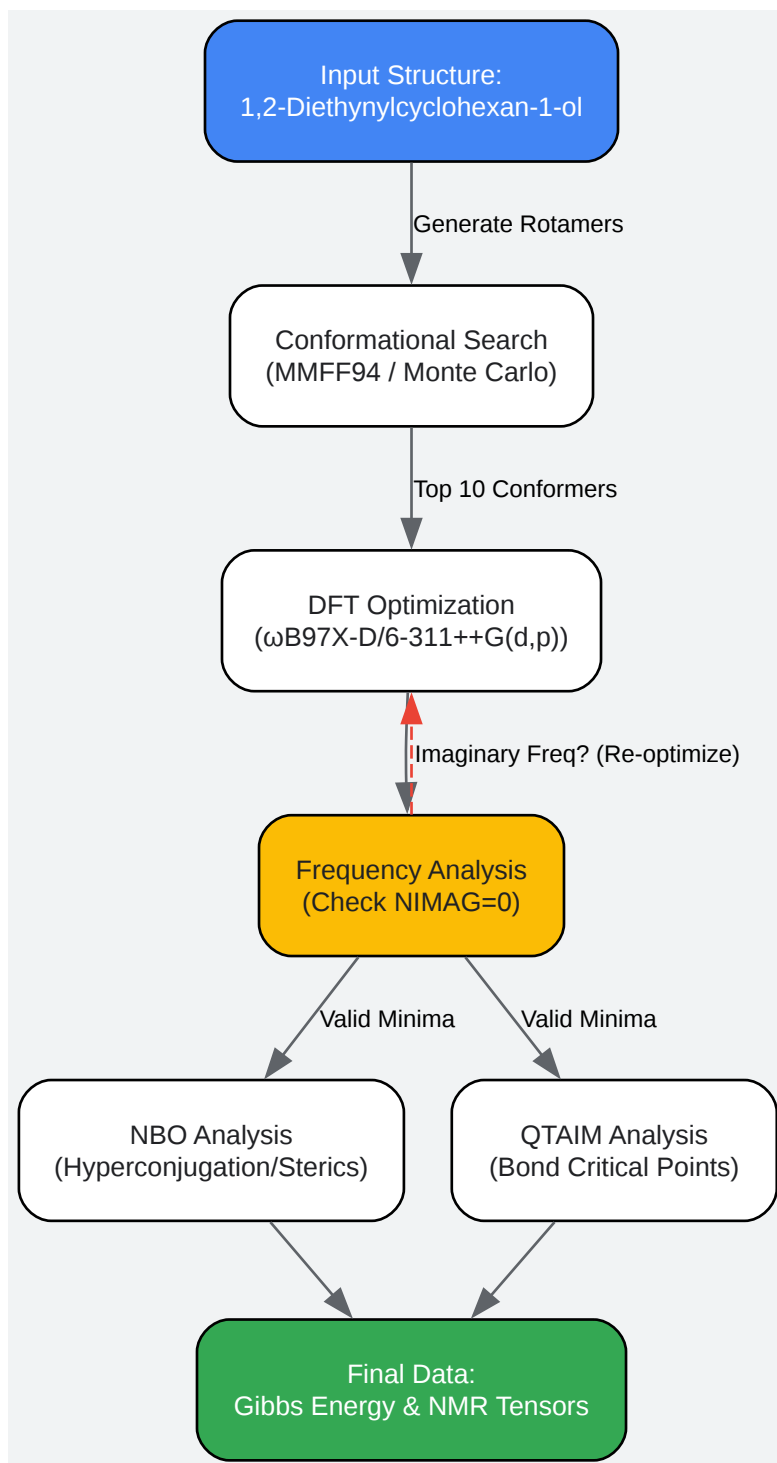 Input Structure:
1,2-Diethynylcyclohexan-1-ol
Generate Rotamers
Conformational Search
(MMFF94 / Monte Carlo)
Top 10 Conformers
DFT Optimization
(ωB97X-D/6-311++G(d,p))
Imaginary Freq? (Re-optimize)
Frequency Analysis
(Check NIMAG=0)
Valid Minima
Valid Minima
NBO Analysis
(Hyperconjugation/Sterics)
QTAIM Analysis
(Bond Critical Points)
Final Data:
Gibbs Energy & NMR Tensors